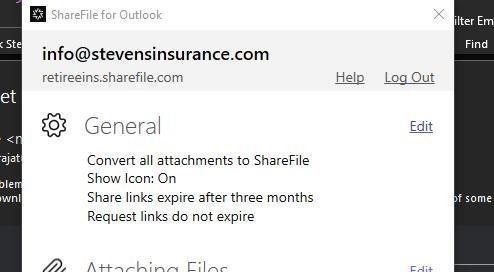 ShareFile for Outlook
ilter Em
info@stevensinsurance.com
k Ste
Find
retireeins.sharefile.com
Help Log Out
et
General
Edit
<n
rajatu
Convert all attachments to ShareFile
Show Icon: On
blem
Share links expire after three months
ownl
of some
Request links do not expire
Attaching Files
Edit